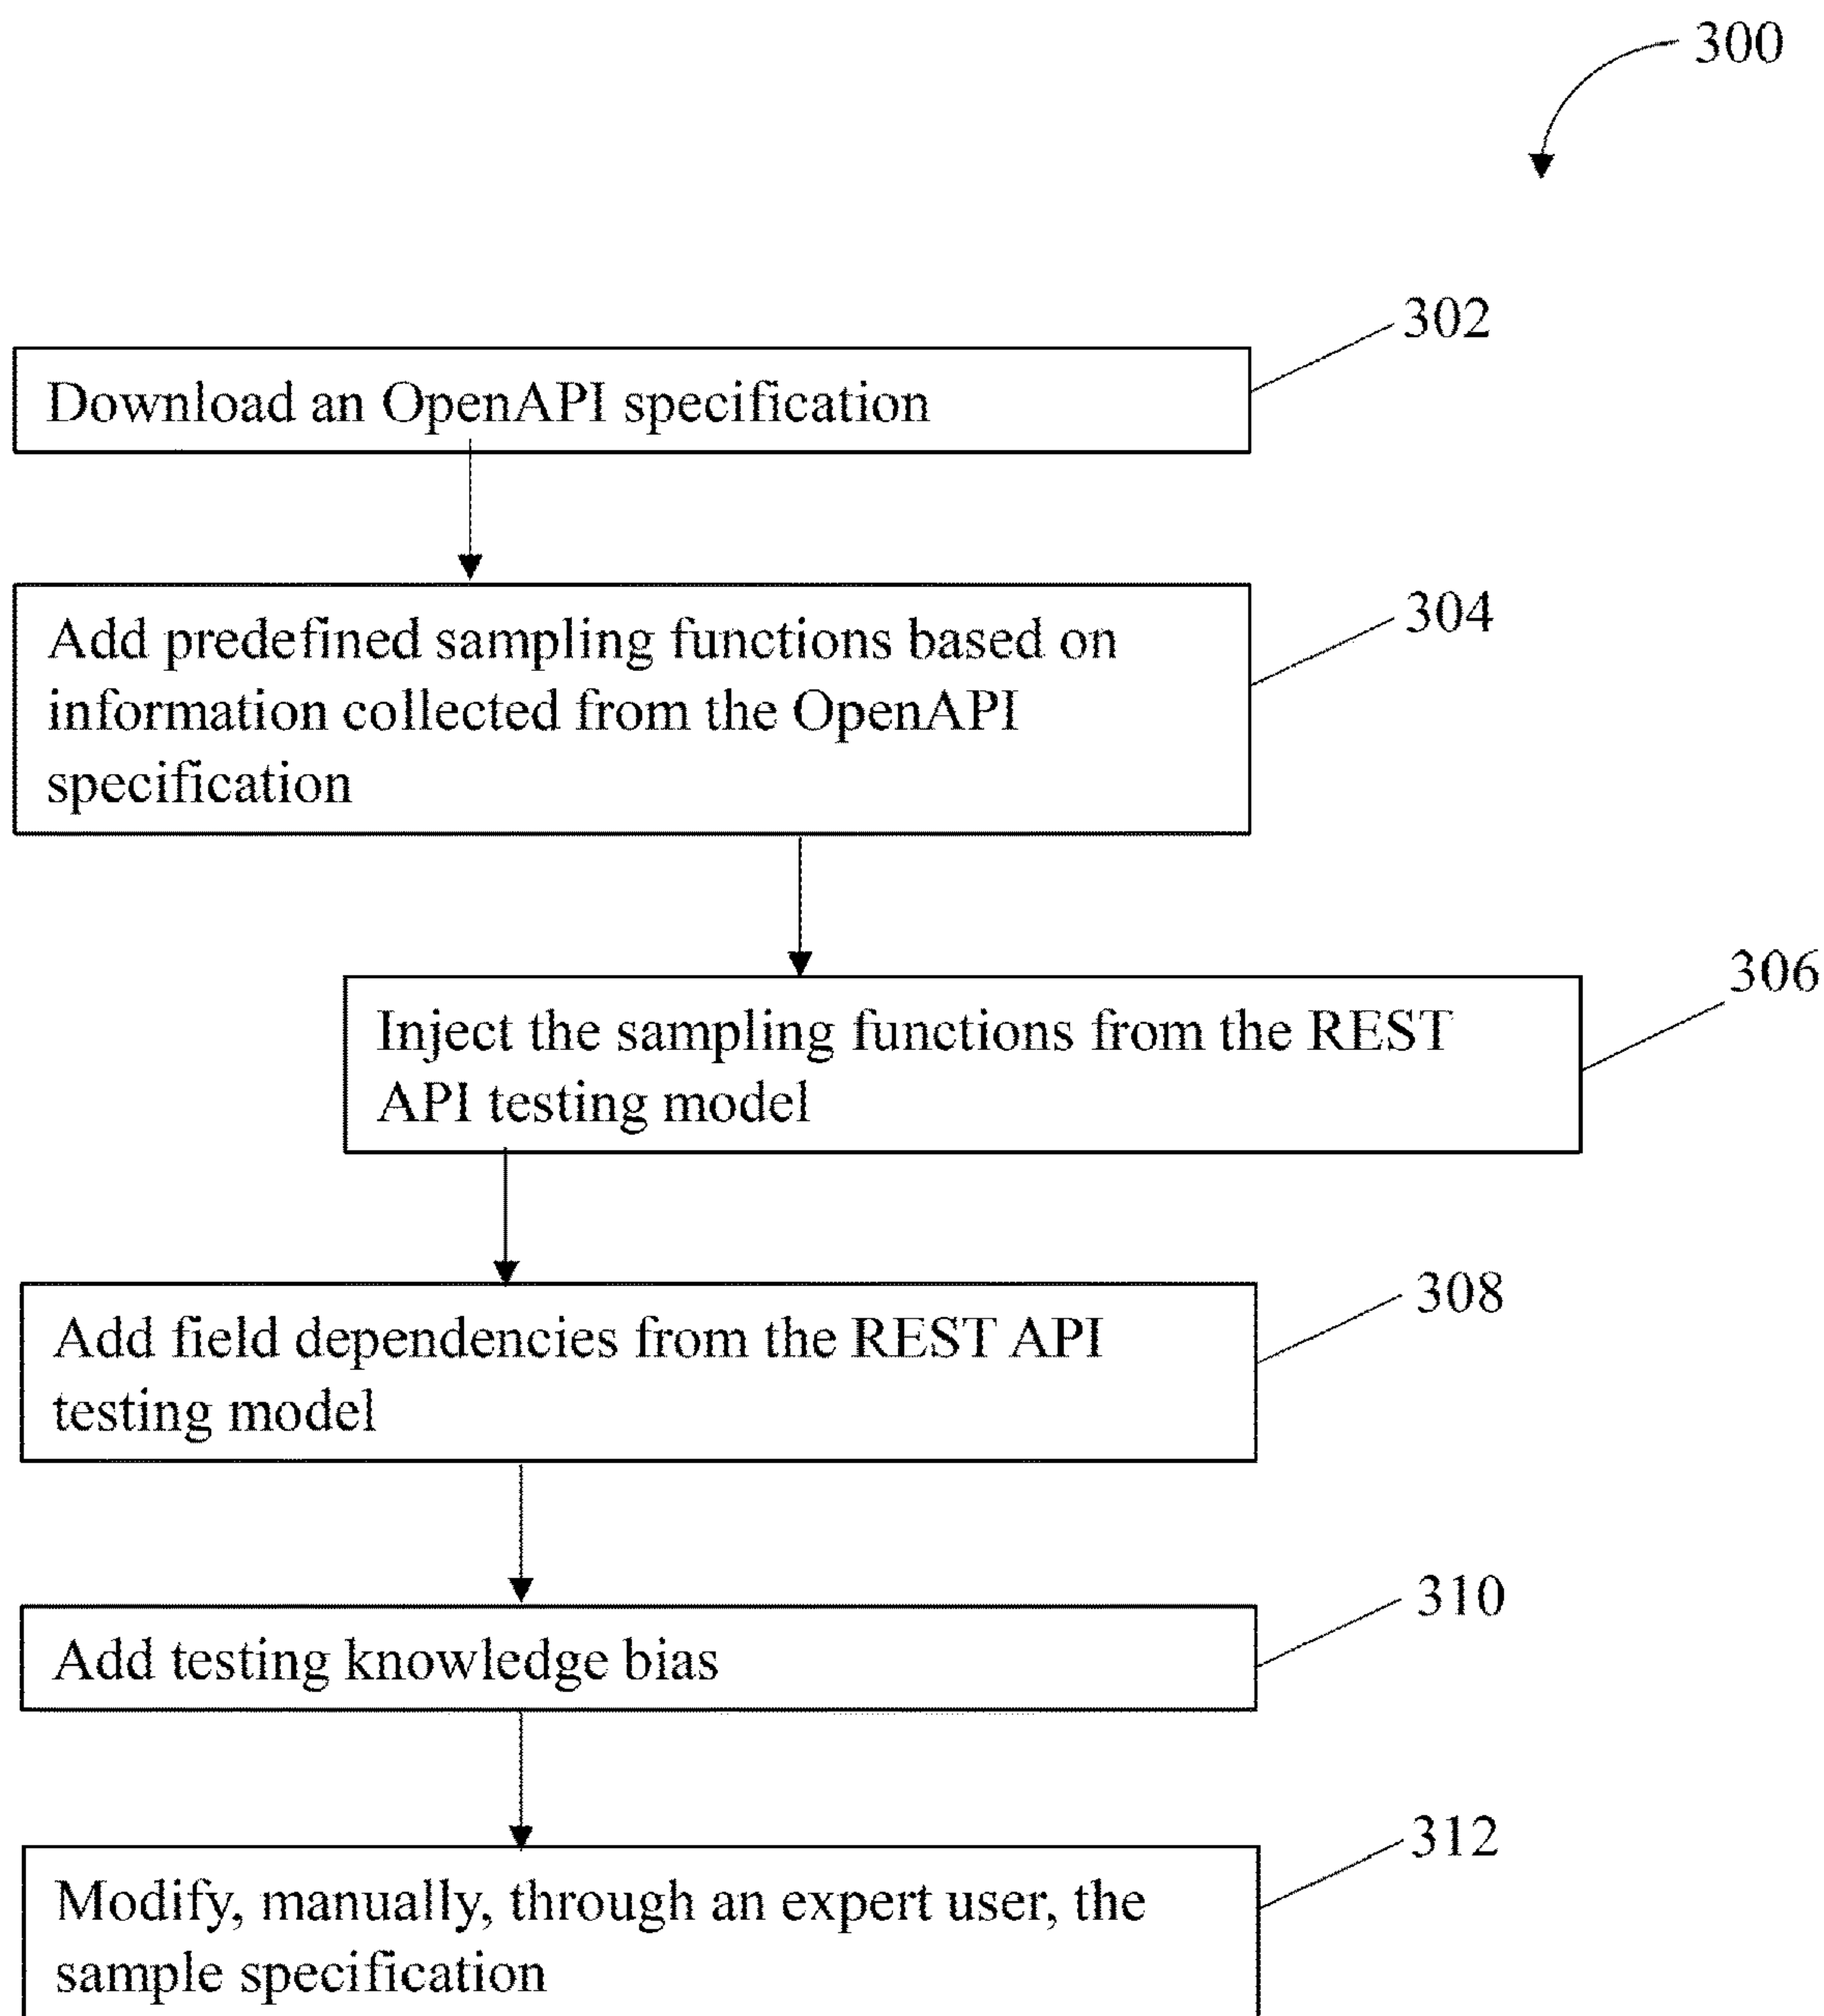 300
302
Download an OpenAPI specification
304
Add predefined sampling functions based on
information collected from the OpenAPI
specification
306
Inject the sampling functions from the REST
API testing model
308
Add field dependencies from the REST API
testing model
310
Add testing knowledge bias
312
Modify, manually, through an expert user, the
sample specification